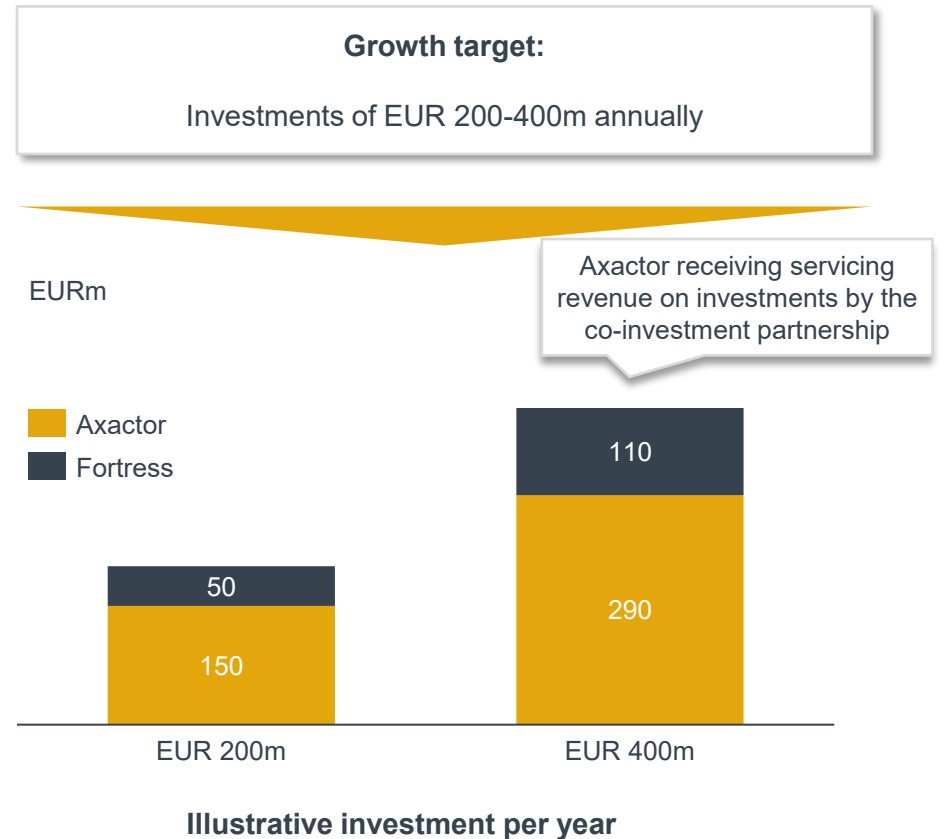 Growth target:
Investments of EUR 200-400m annually
EURm
Axactor receiving servicing
revenue on investments by the
co-investment partnership
Axactor
Fortress
110
50
290
150
EUR 200m
EUR 400m
Illustrative investment per year